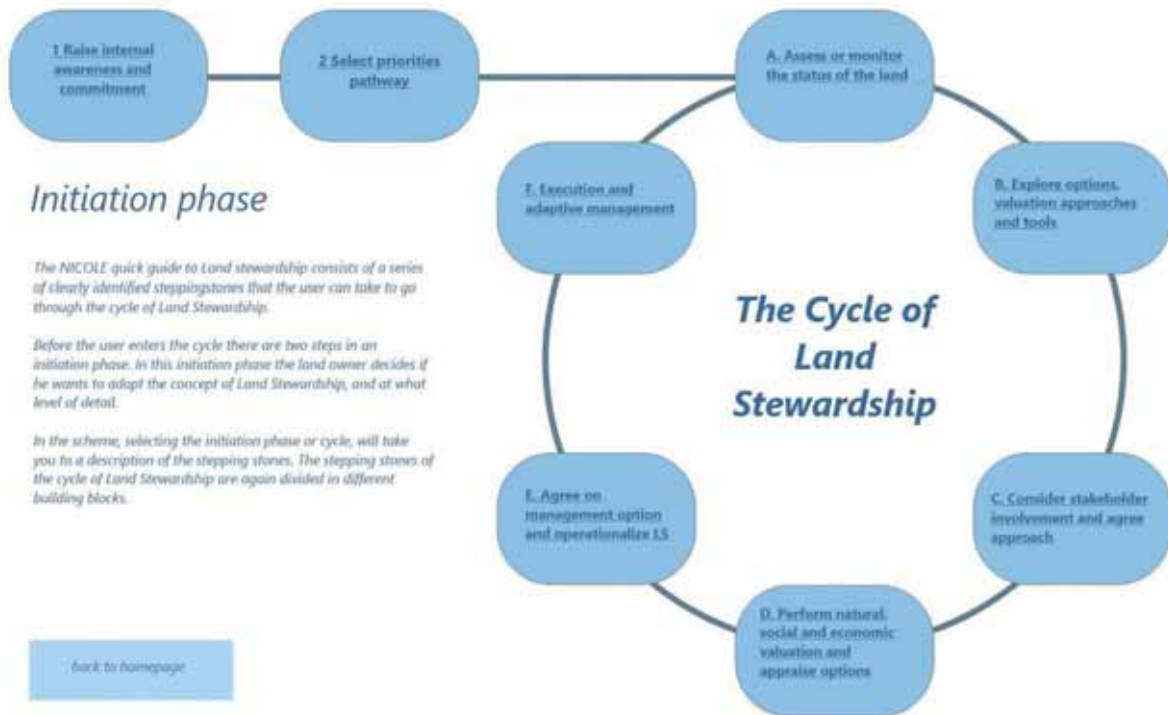 1 Raise internal
awareness and
commitment
2 Select priorities
pathway
A. Assess or monitor
the status of the land
B. Explore options,
valuation approaches
and tools
C. Consider stakeholder
involvement and agree
approach
D. Perform natural,
social and economic
valuation and
appraise options
E. Agree on
management option
and operationalize LS
F. Execution and
adaptive management
The Cycle of
Land
Stewardship
Initiation phase
The NICOLE quick guide to Land stewardship consists of a series
of clearly identified steppingstones that the user can take to go
through the cycle of Land Stewardship.
Before the user enters the cycle there are two steps in an
initiation phase. In this initiation phase the land owner decides if
he wants to adapt the concept of Land Stewardship, and at what
level of detail.
In the scheme, selecting the initiation phase or cycle, will take
you to a description of the stepping stones. The stepping stones of
the cycle of Land Stewardship are again divided in different
building blocks.
back to homepage